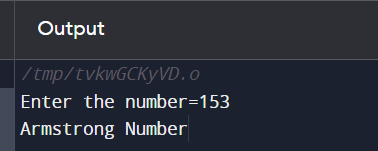 Output
/tmp/tvkwGCKyVD.o
Enter the number=153
Armstrong Number